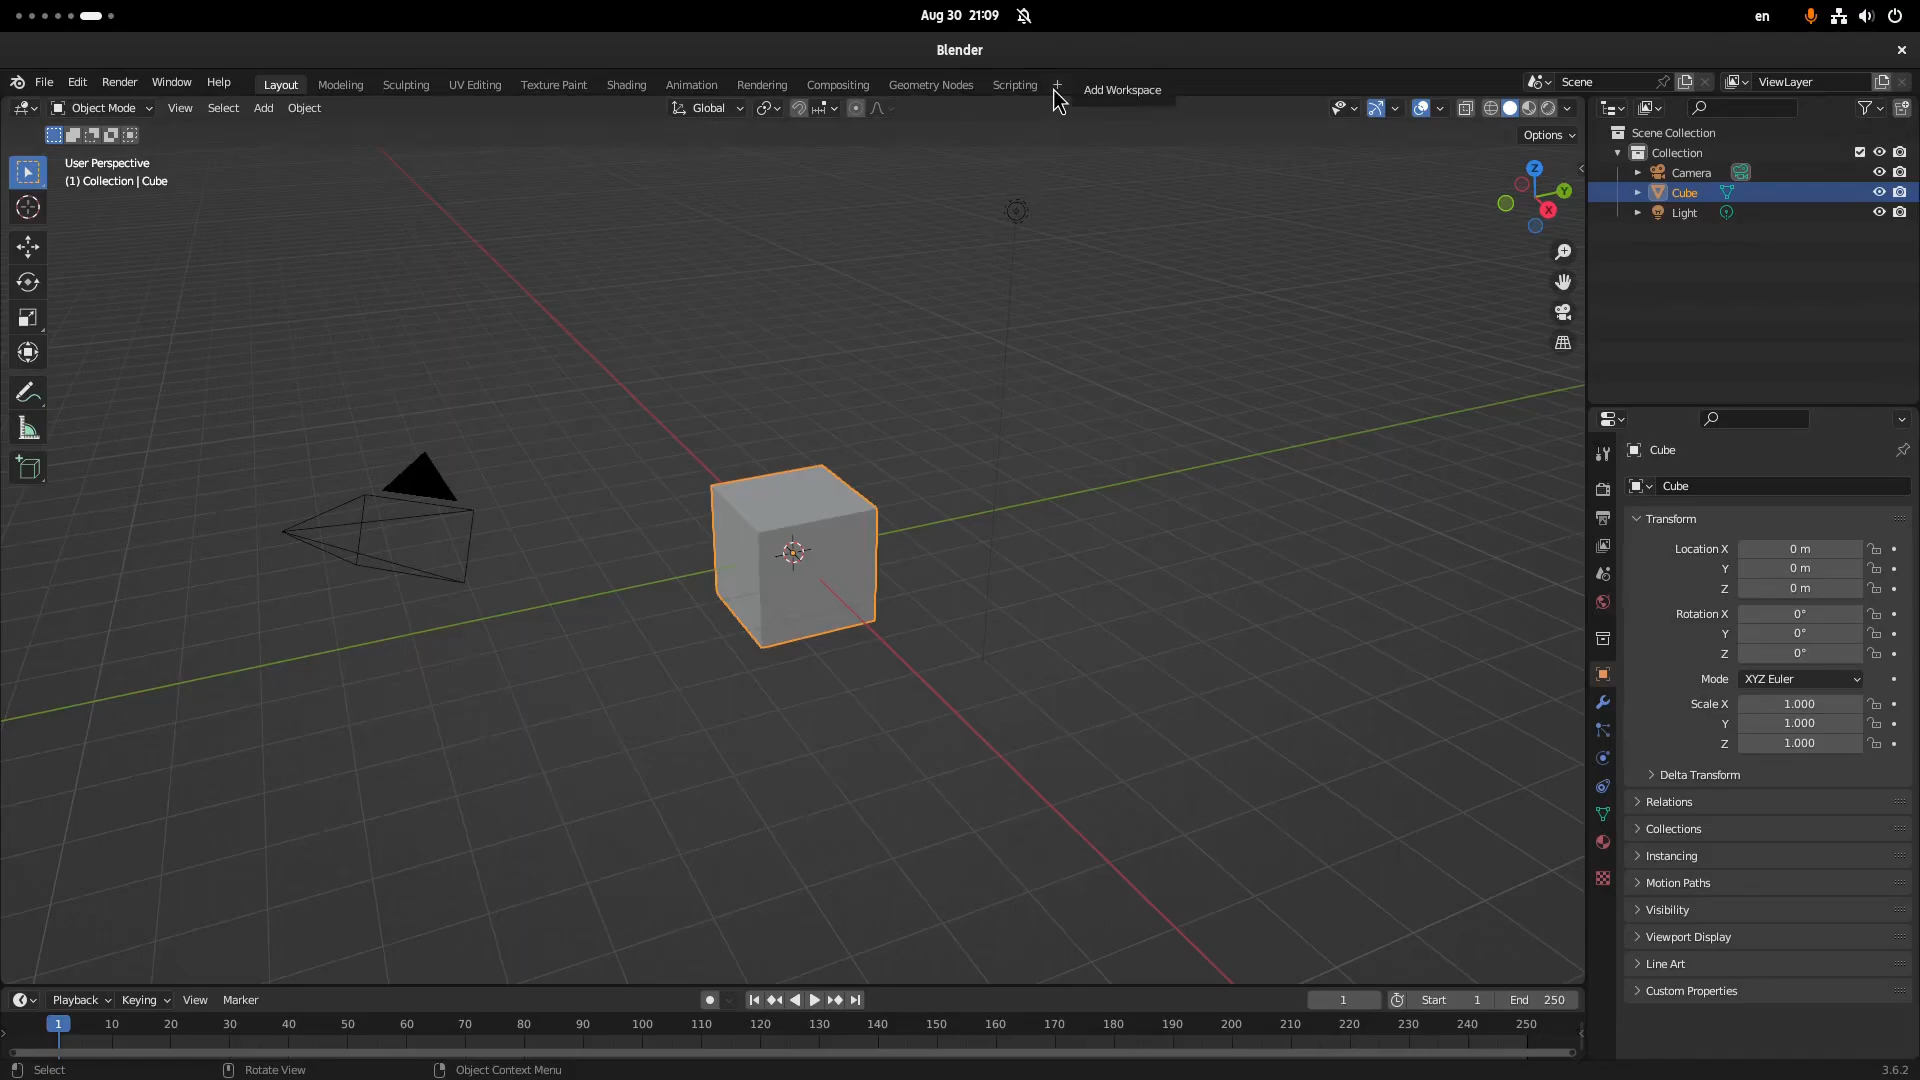 Aug 30 21:09 en
Blender
File Edit Render Window Help Layout Modeling Sculpting UV Editing Texture Paint Shading Animation Rendering Compositing Geometry Nodes Scripting + Add Workspace Scene ViewLayer
Object Mode View Select Add Object Global
Options
User Perspective
(1) Collection | Cube
Z
Y
X
Scene Collection
Collection
Camera
Cube
Light
Cube
Cube
Transform
Location X 0 m
Y 0 m
Z 0 m
Rotation X 0°
Y 0°
Z 0°
Mode XYZ Euler
Scale X 1.000
Y 1.000
Z 1.000
Delta Transform
Relations
Collections
Instancing
Motion Paths
Visibility
Viewport Display
Line Art
Custom Properties
Playback Keying View Marker 1 Start 1 End 250
1 10 20 30 40 50 60 70 80 90 100 110 120 130 140 150 160 170 180 190 200 210 220 230 240 250
Select Rotate View Object Context Menu 3.6.2